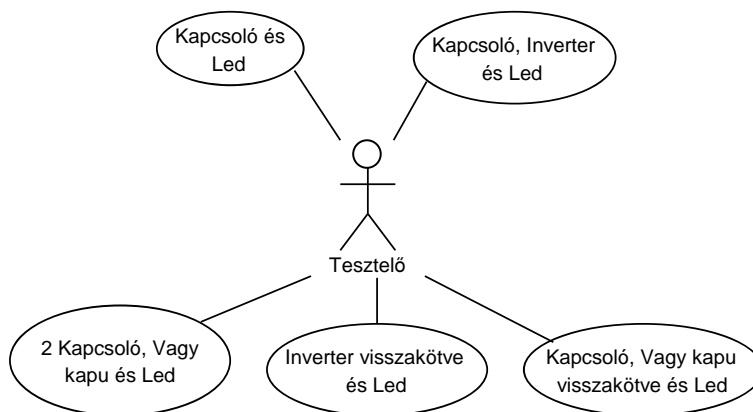 Kapcsoló és
Led
Kapcsoló, Inverter
és Led
Tesztelő
2 Kapcsoló, Vagy
kapu és Led
Inverter visszakötve
és Led
Kapcsoló, Vagy kapu
visszakötve és Led